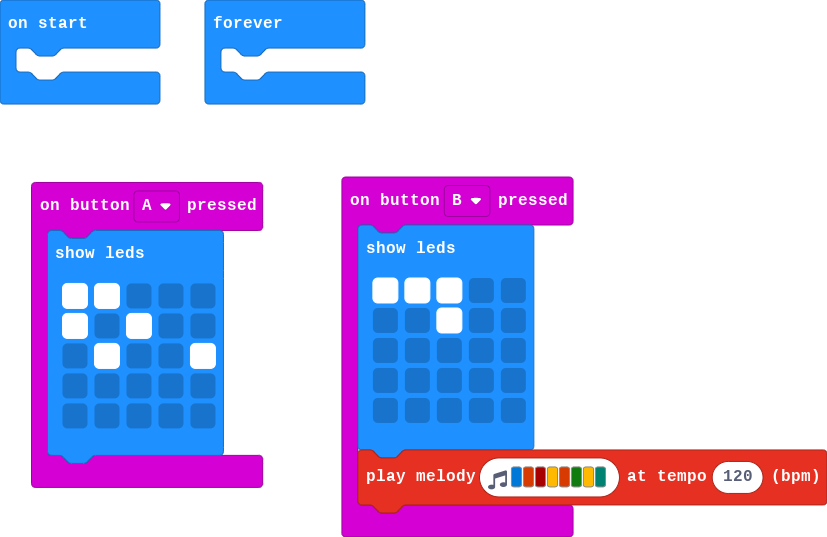 on start
forever
on button A pressed
show leds
on button B pressed
show leds
play melody at tempo 120 (bpm)